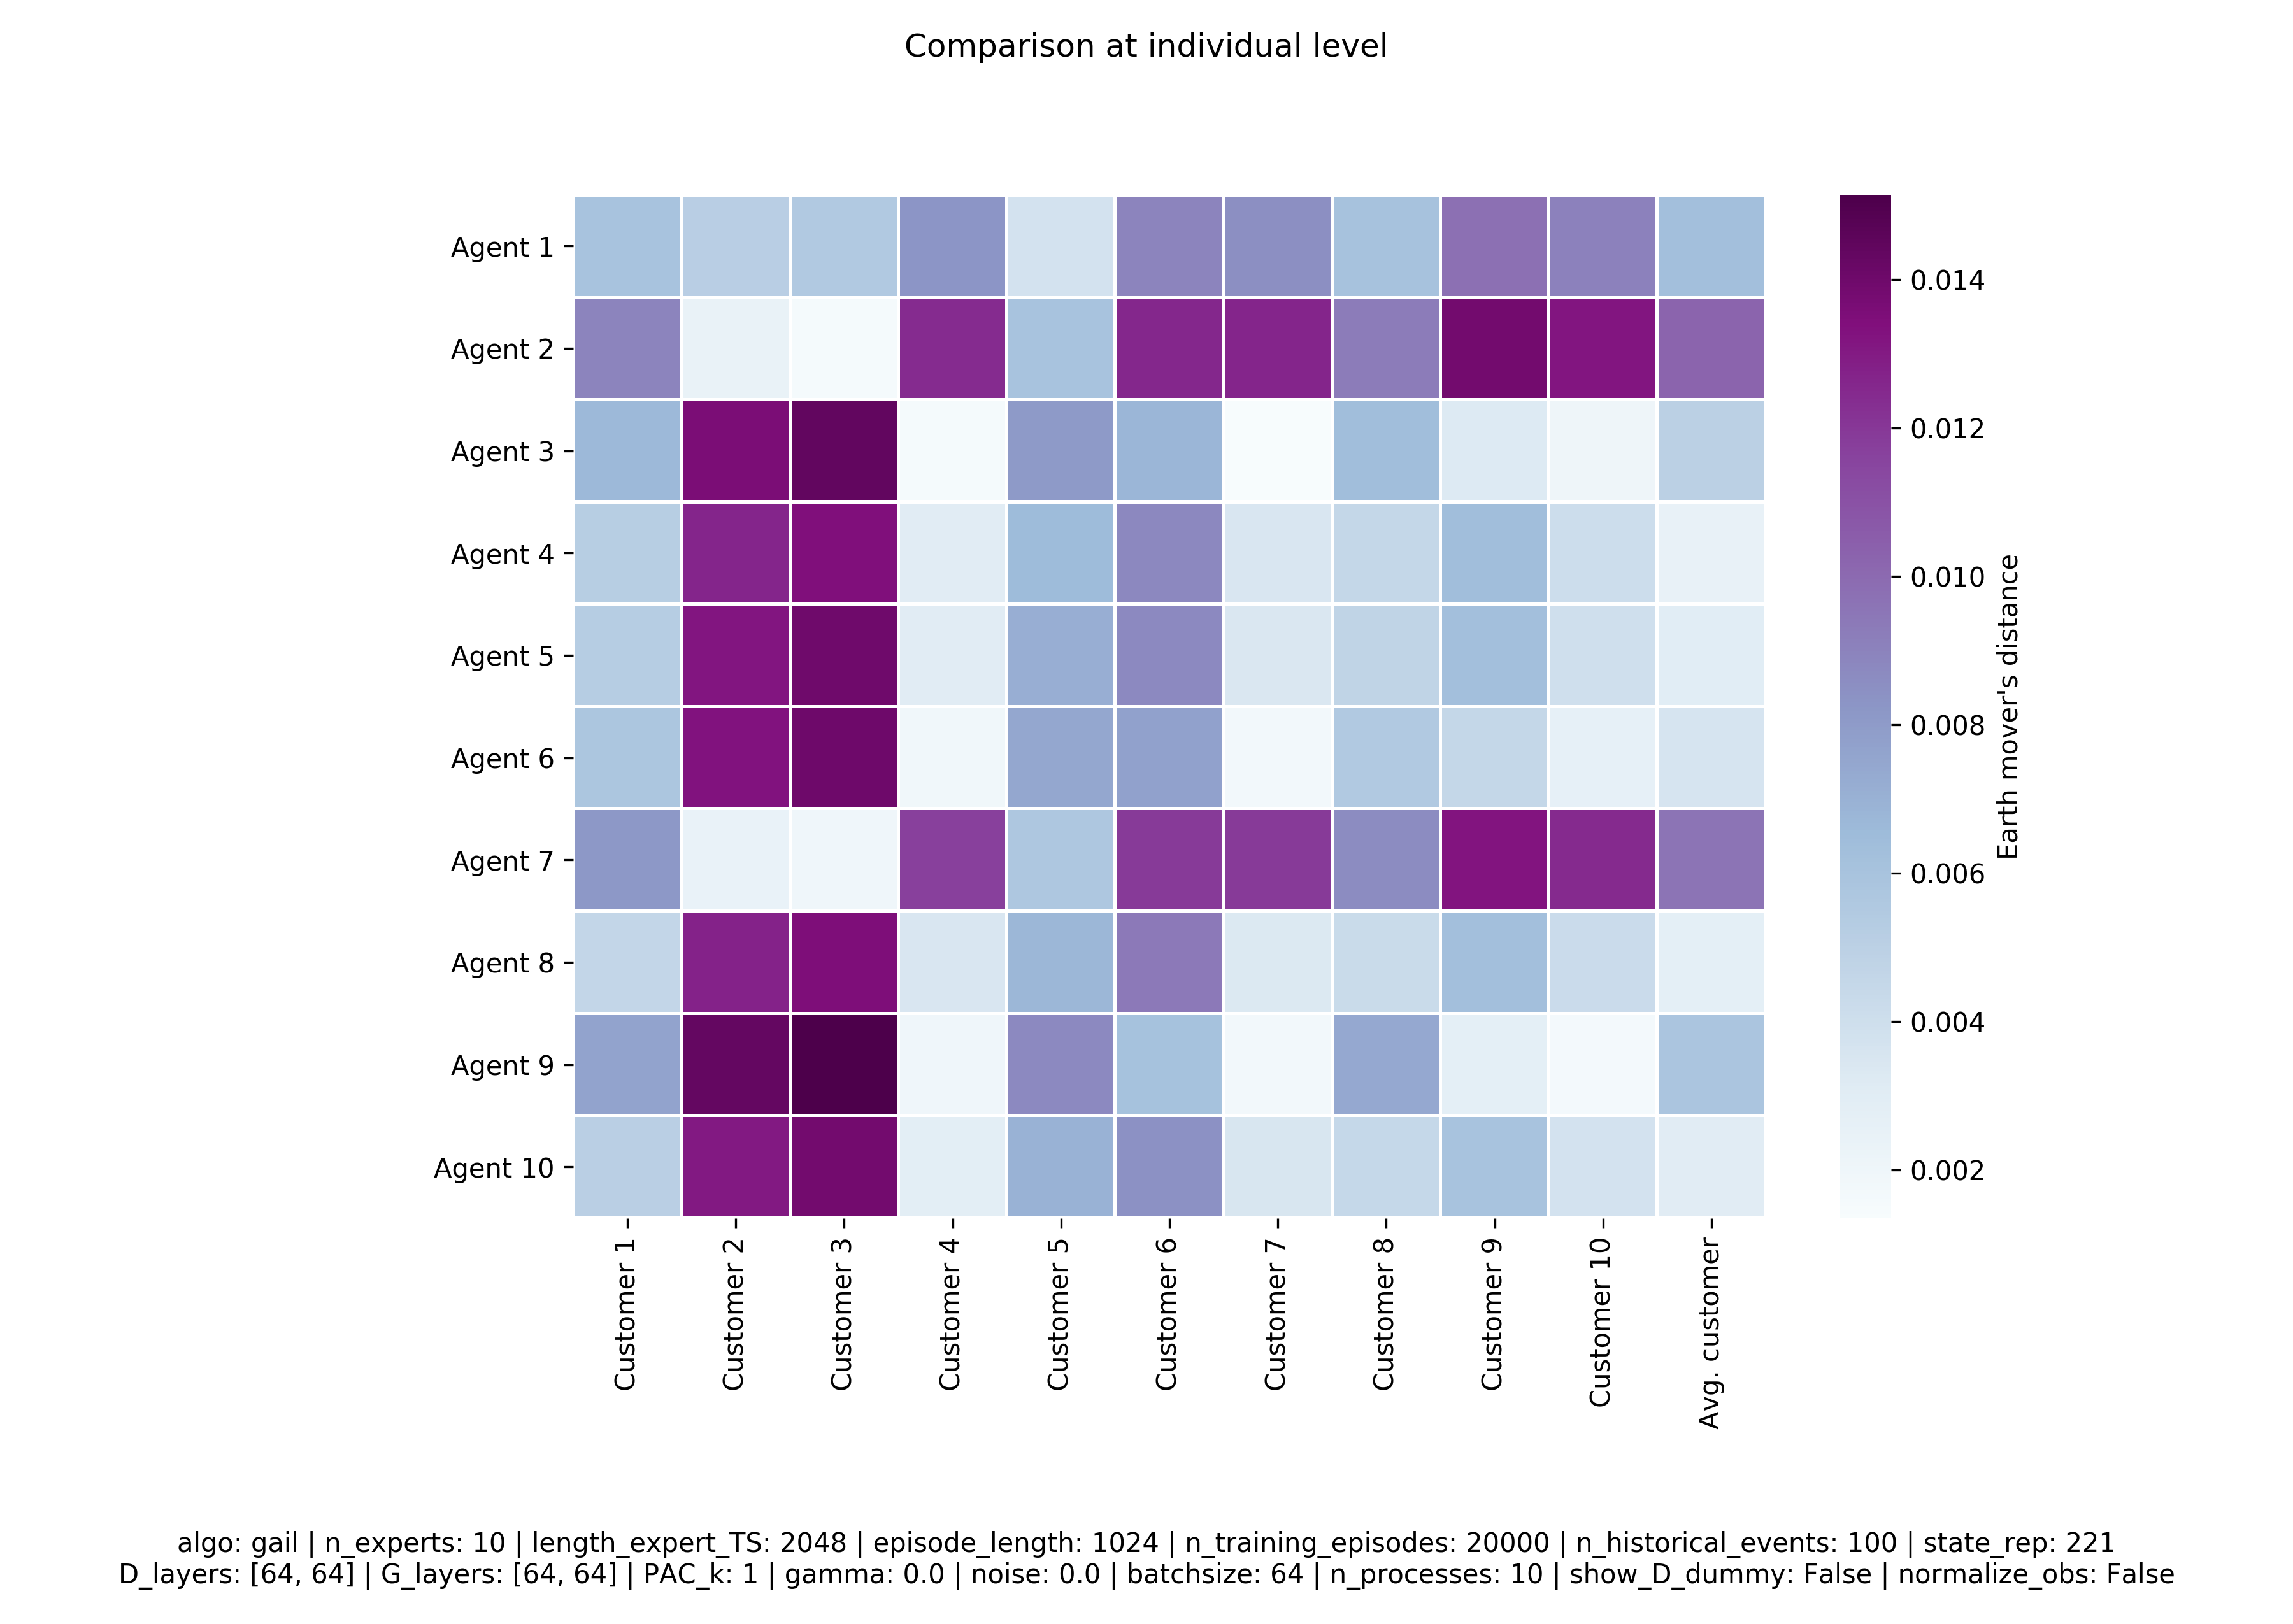 Comparison at individual level
Agent 1
Agent 2
Agent 3
Agent 4
Agent 5
Agent 6
Agent 7
Agent 8
Agent 9
Agent 10
Customer 1
Customer 2
Customer 3
Customer 4
Customer 5
Customer 6
Customer 7
Customer 8
Customer 9
Customer 10
Avg. customer
0.014
0.012
0.010
0.008
0.006
0.004
0.002
Earth mover's distance
algo: gail | n_experts: 10 | length_expert_TS: 2048 | episode_length: 1024 | n_training_episodes: 20000 | n_historical_events: 100 | state_rep: 221
D_layers: [64, 64] | G_layers: [64, 64] | PAC_k: 1 | gamma: 0.0 | noise: 0.0 | batchsize: 64 | n_processes: 10 | show_D_dummy: False | normalize_obs: False